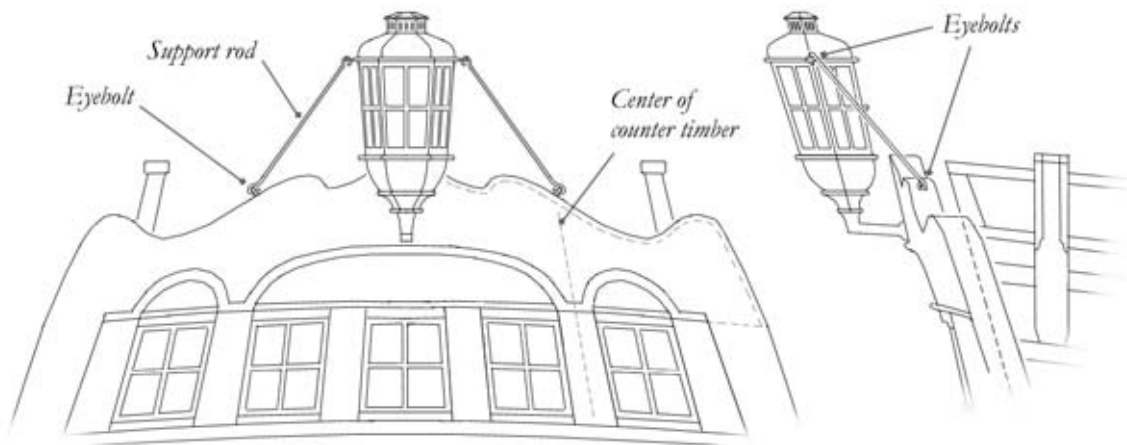 Support rod
Eyebolt
Center of
counter timber
Eyebolts